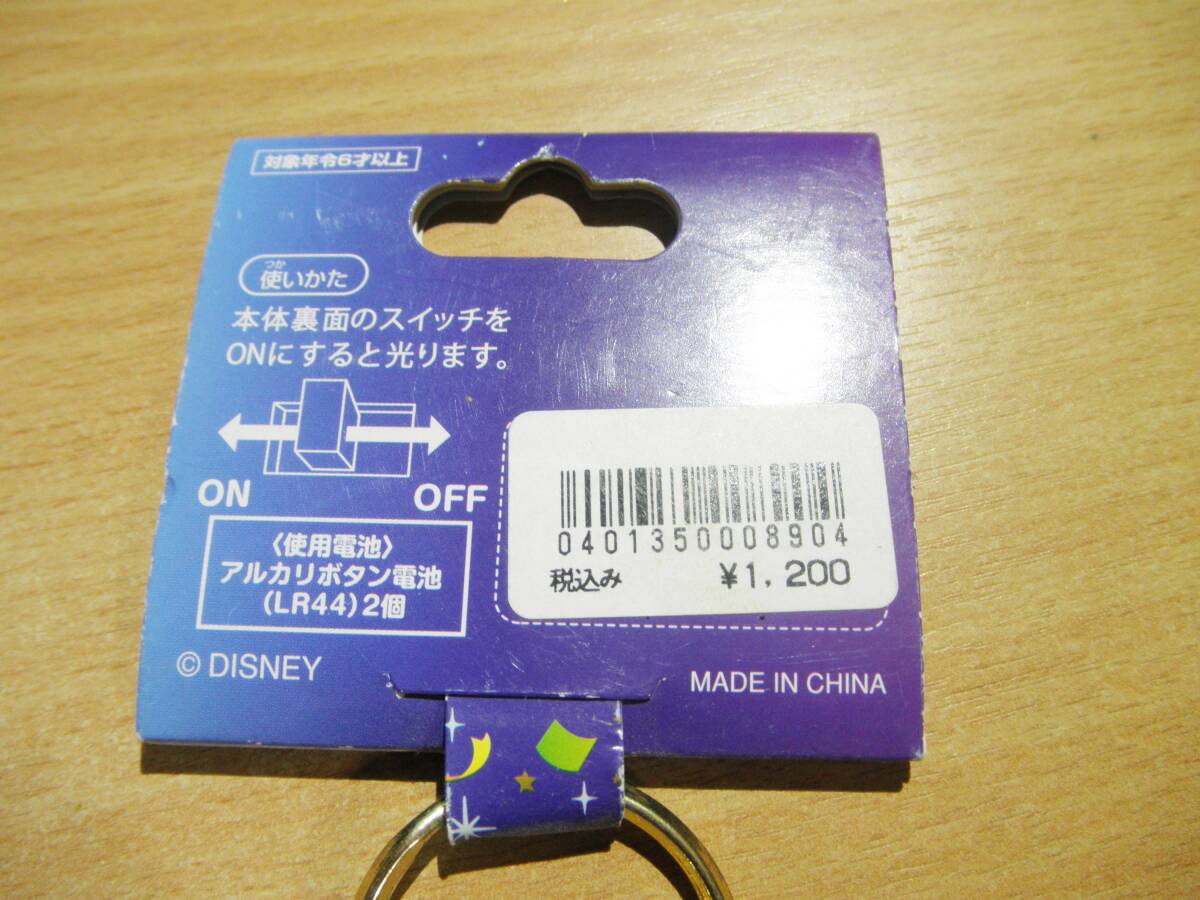 対象年令6才以上
つか
使いかた
本体裏面のスイッチを
ONにすると光ります。
ON OFF
〈使用電池〉
アルカリボタン電池
(LR44)2個
0401350008904
税込み ¥1,200
© DISNEY
MADE IN CHINA